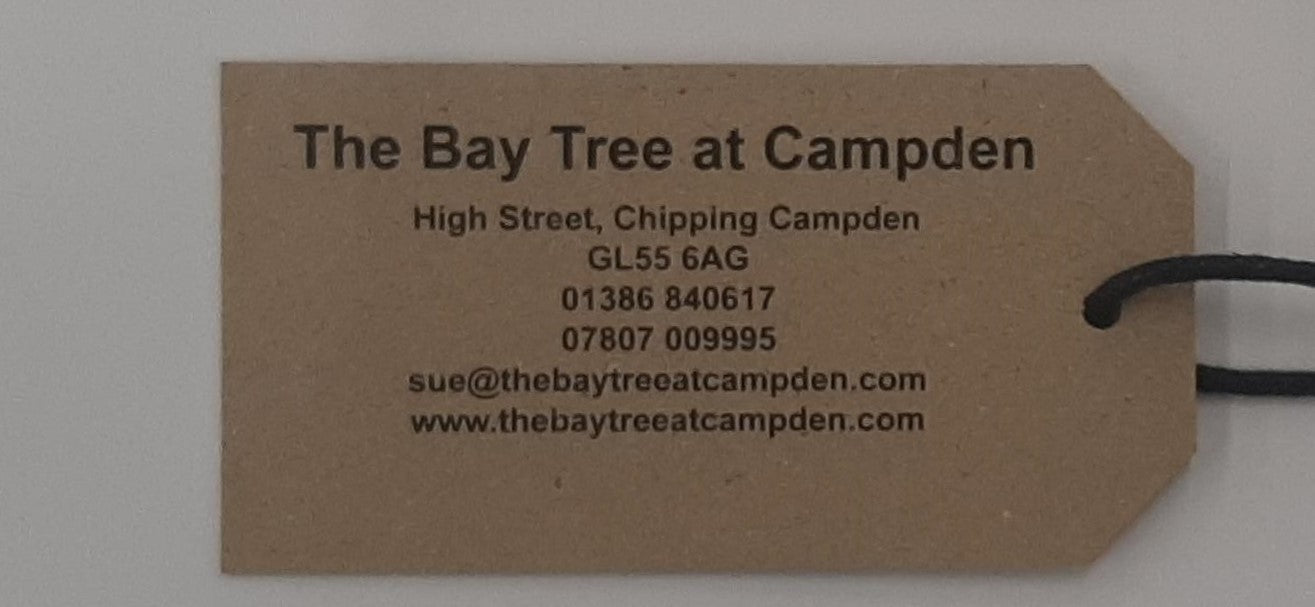 The Bay Tree at Campden
High Street, Chipping Campden
GL55 6AG
01386 840617
07807 009995
sue@thebaytreeatcampden.com
www.thebaytreeatcampden.com